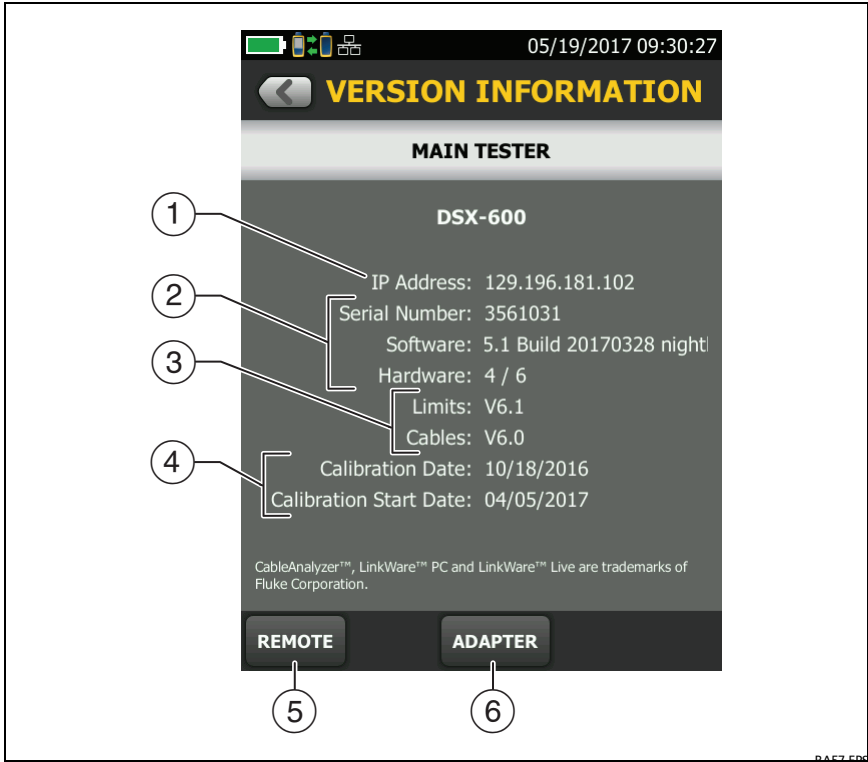 05/19/2017 09:30:27
VERSION INFORMATION
MAIN TESTER
DSX-600
1
IP Address: 129.196.181.102
2
Serial Number: 3561031
Software: 5.1 Build 20170328 nightl
3
Hardware: 4 / 6
Limits: V6.1
Cables: V6.0
4
Calibration Date: 10/18/2016
Calibration Start Date: 04/05/2017
CableAnalyzer™, LinkWare™ PC and LinkWare™ Live are trademarks of
Fluke Corporation.
REMOTE ADAPTER
5 6